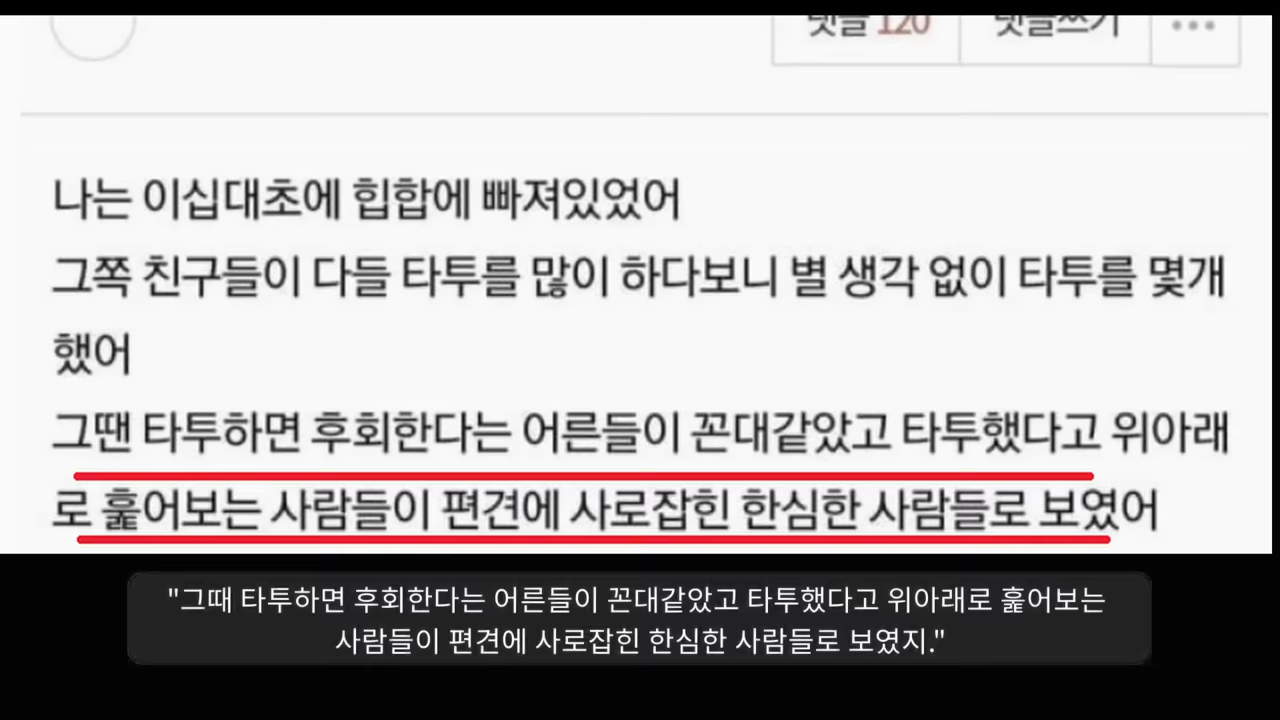 댓글 120 댓글쓰기
나는 이십대초에 힙합에 빠져있었어
그쪽 친구들이 다들 타투를 많이 하다보니 별 생각 없이 타투를 몇개
했어
그땐 타투하면 후회한다는 어른들이 꼰대같았고 타투했다고 위아래
로 훑어보는 사람들이 편견에 사로잡힌 한심한 사람들로 보였어
"그때 타투하면 후회한다는 어른들이 꼰대같았고 타투했다고 위아래로 훑어보는
사람들이 편견에 사로잡힌 한심한 사람들로 보였지."